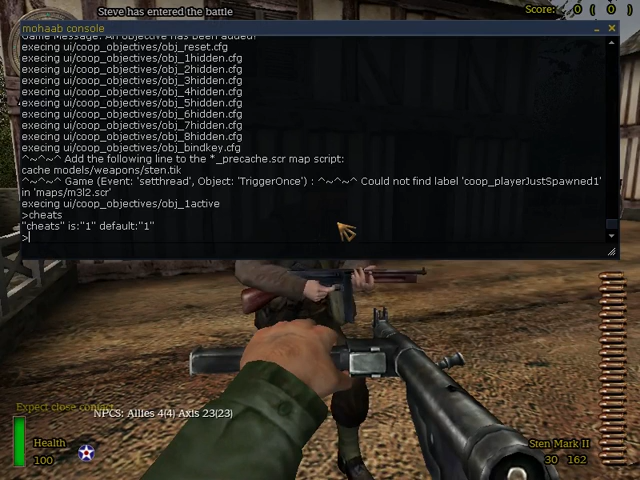 Steve has entered the battle
Score: 0 ( 0 )
mohaab console
Game Message: An objective has been added!
execing ui/coop_objectives/obj_reset.cfg
execing ui/coop_objectives/obj_1hidden.cfg
execing ui/coop_objectives/obj_2hidden.cfg
execing ui/coop_objectives/obj_3hidden.cfg
execing ui/coop_objectives/obj_4hidden.cfg
execing ui/coop_objectives/obj_5hidden.cfg
execing ui/coop_objectives/obj_6hidden.cfg
execing ui/coop_objectives/obj_7hidden.cfg
execing ui/coop_objectives/obj_8hidden.cfg
execing ui/coop_objectives/obj_bindkey.cfg
^~^~^ Add the following line to the *_precache.scr map script:
cache models/weapons/sten.tik
^~^~^ Game (Event: 'setthread', Object: 'TriggerOnce') : ^~^~^ Could not find label 'coop_playerJustSpawned1'
in 'maps/m3l2.scr'
execing ui/coop_objectives/obj_1active
>cheats
"cheats" is:"1" default:"1"
>
Expect close contact
NPCS: Allies 4(4) Axis 23(23)
Health
100
Sten Mark II
30 162